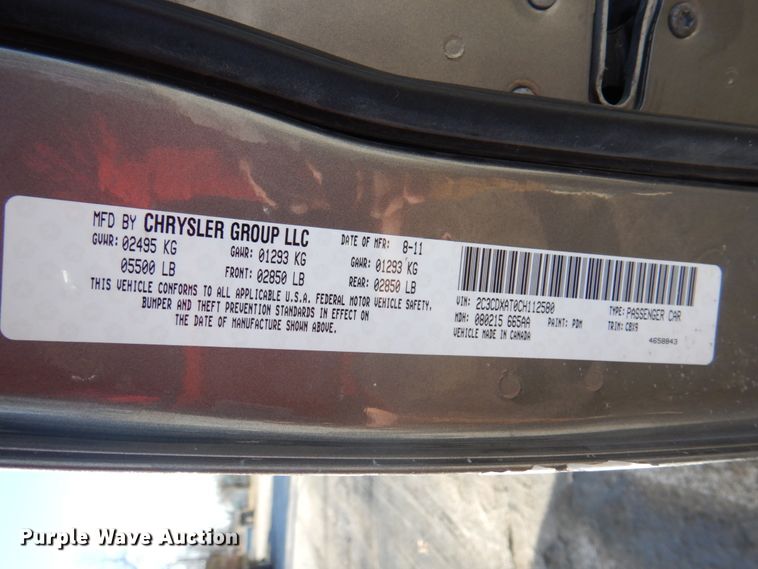 MFD BY CHRYSLER GROUP LLC DATE OF MFR: 8-11
GVWR: 02495 KG GAWR: 01293 KG GAWR: 01293 KG
05500 LB FRONT: 02850 LB REAR: 02850 LB
THIS VEHICLE CONFORMS TO ALL APPLICABLE U.S.A. FEDERAL MOTOR VEHICLE SAFETY,
BUMPER AND THEFT PREVENTION STANDARDS IN EFFECT ON
THE DATE OF MANUFACTURE SHOWN ABOVE.
VIN: 2C3CDXAT0CH112580 TYPE: PASSENGER CAR
MDH: 080215 665AA PAINT: PDM TRIM: CBX9
VEHICLE MADE IN CANADA 4658843
Purple Wave Auction